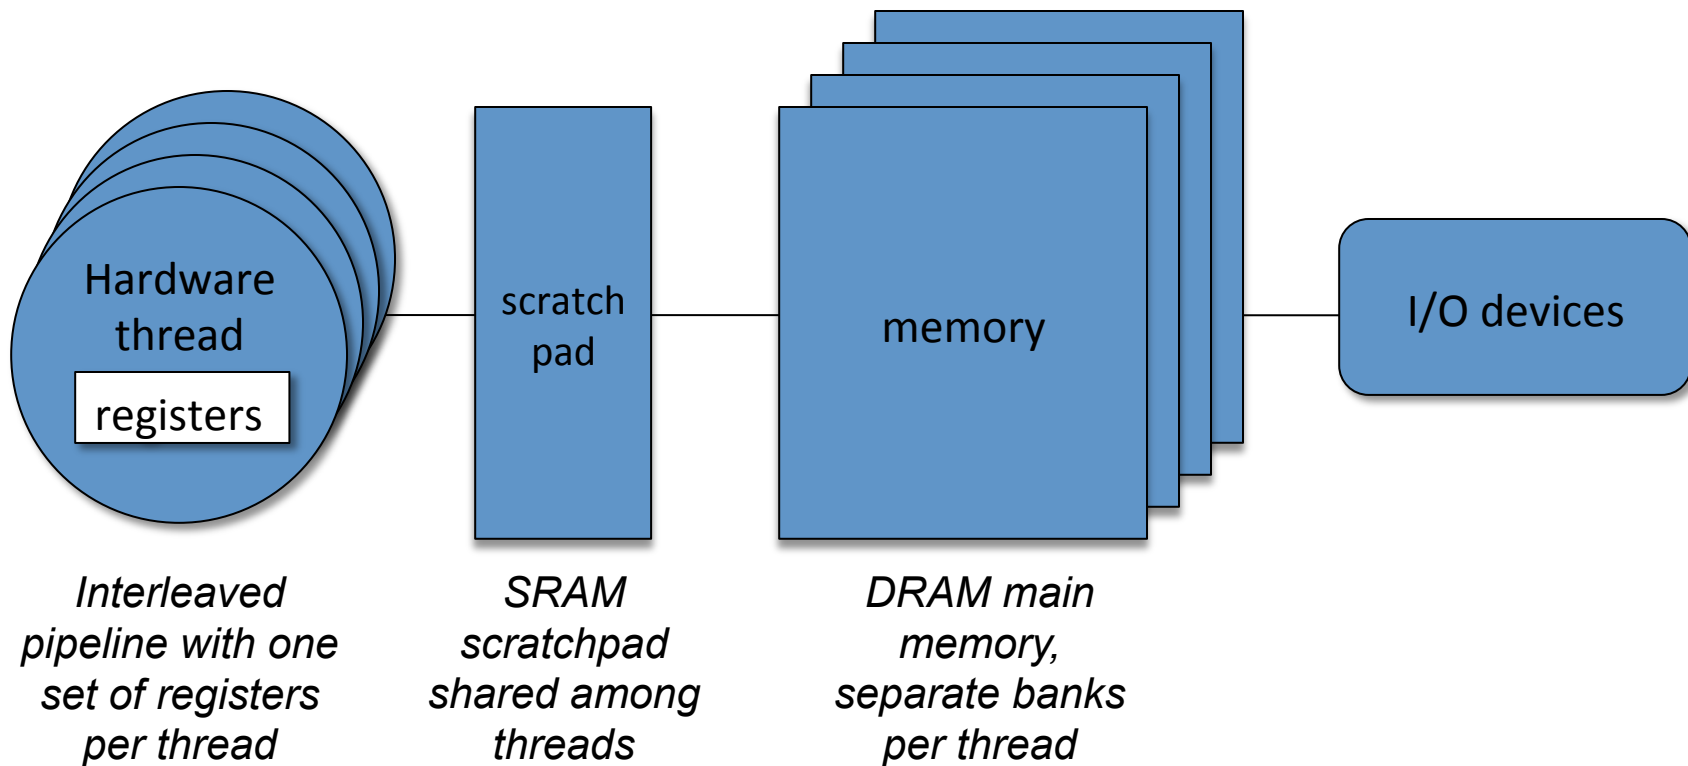 Hardware
thread
registers
scratch
pad
memory
I/O devices
Interleaved
pipeline with one
set of registers
per thread
SRAM
scratchpad
shared among
threads
DRAM main
memory,
separate banks
per thread